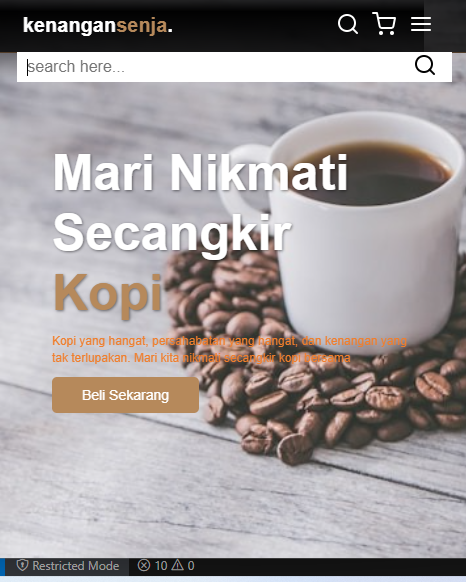 kenangansenja.
search here...
Mari Nikmati
Secangkir
Kopi
Kopi yang hangat, persahabatan yang hangat, dan kenangan yang
tak terlupakan. Mari kita nikmati secangkir kopi bersama
Beli Sekarang
Restricted Mode 10 0